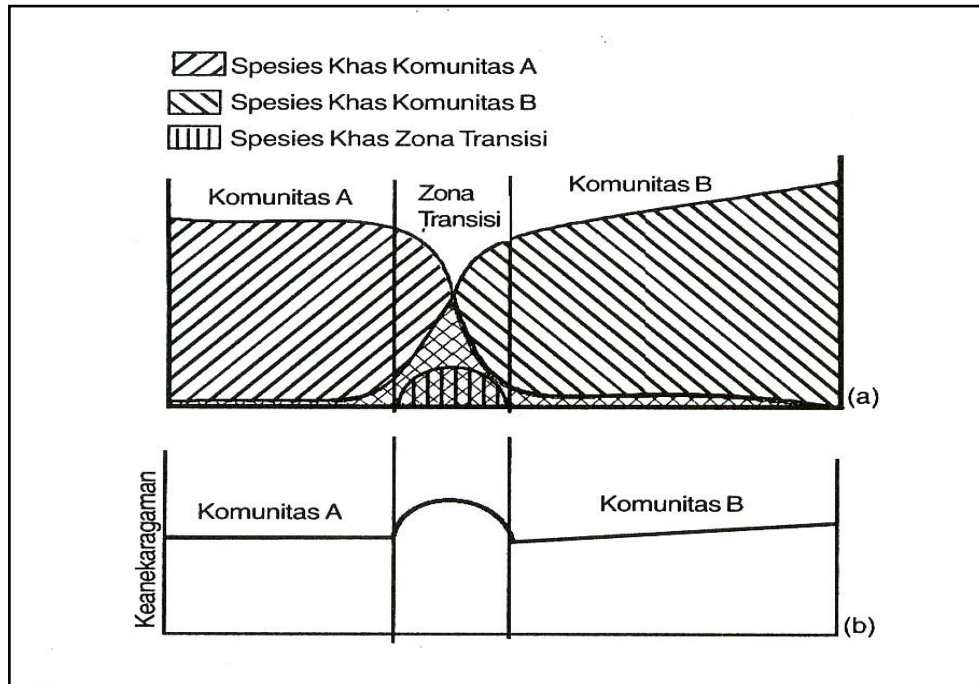 Spesies Khas Komunitas A
Spesies Khas Komunitas B
Spesies Khas Zona Transisi
Komunitas A
Zona
Transisi
Komunitas B
(a)
Keanekaragaman
Komunitas A
Komunitas B
(b)